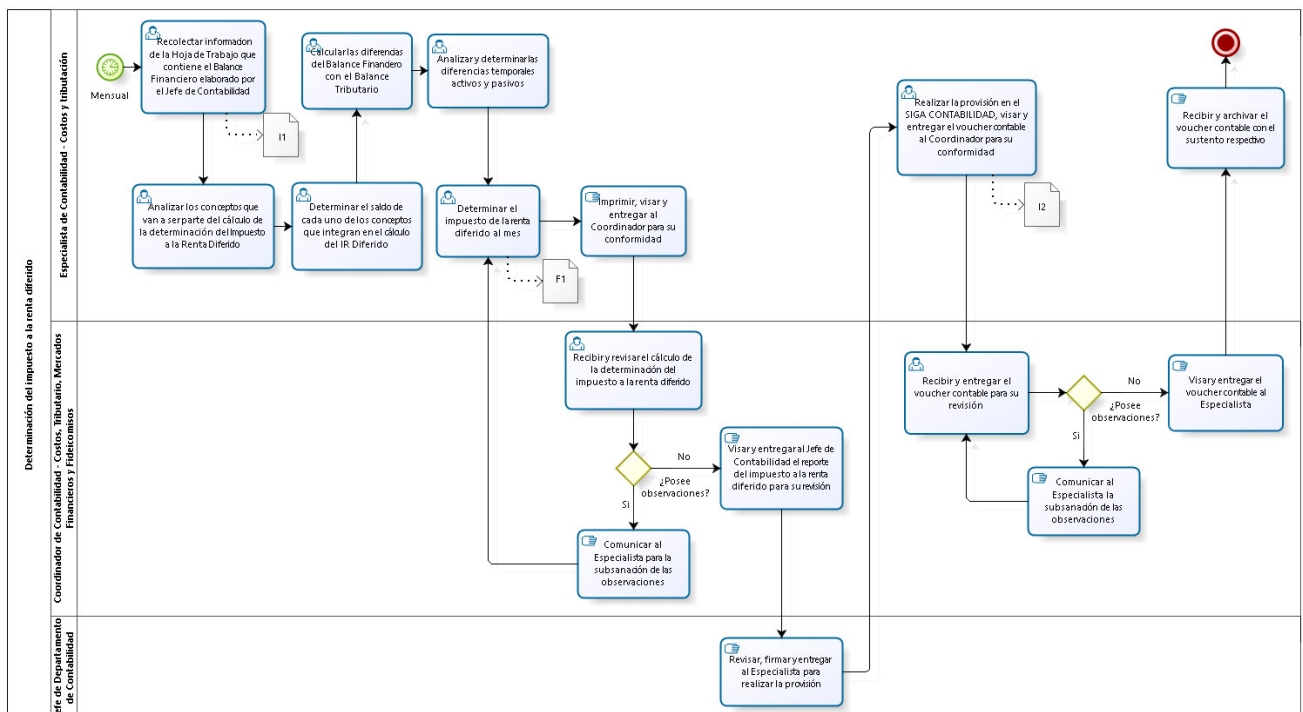 Determinación del impuesto a la renta diferido
Especialista de Contabilidad - Costos y tributación
Mensual
Recolectar informacion
de la Hoja de Trabajo que
contiene el Balance
Financiero elaborado por
el Jefe de Contabilidad
I1
Analizar los conceptos que
van a ser parte del cálculo de
la determinación del Impuesto
a la Renta Diferido
Determinar el saldo de
cada uno de los conceptos
que integran en el cálculo
del IR Diferido
Calcular las diferencias
del Balance Financiero
con el Balance
Tributario
Analizar y determinar las
diferencias temporales
activos y pasivos
Determinar el
impuesto de la renta
diferido al mes
F1
Imprimir, visar y
entregar al
Coordinador para su
conformidad
Realizar la provisión en el
SIGA CONTABILIDAD, visar y
entregar el voucher contable
al Coordinador para su
conformidad
I2
Recibir y archivar el
voucher contable con el
sustento respectivo
Coordinador de Contabilidad - Costos, Tributario, Mercados
Financieros y Fideicomisos
Recibir y revisar el cálculo de
la determinación del
impuesto a la renta diferido
No
¿Posee
observaciones?
Si
Comunicar al
Especialista para la
subsanación de las
observaciones
Visar y entregar al Jefe de
Contabilidad el reporte
del impuesto a la renta
diferido para su revisión
Recibir y entregar el
voucher contable para su
revisión
No
¿Posee
observaciones?
Si
Comunicar al
Especialista la
subsanación de las
observaciones
Visar y entregar el
voucher contable al
Especialista
efe de Departamento
de Contabilidad
Revisar, firmar y entregar
al Especialista para
realizar la provisión